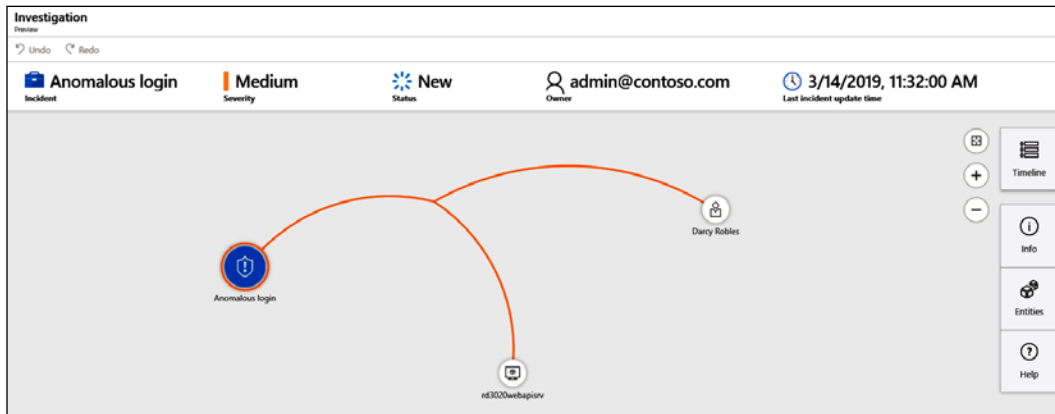 Investigation
Preview
Undo Redo
Anomalous login Medium New admin@contoso.com 3/14/2019, 11:32:00 AM
Incident Severity Status Owner Last incident update time
Timeline
Darcy Robles
Info
Anomalous login
Entities
Help
rd3020webapisrv